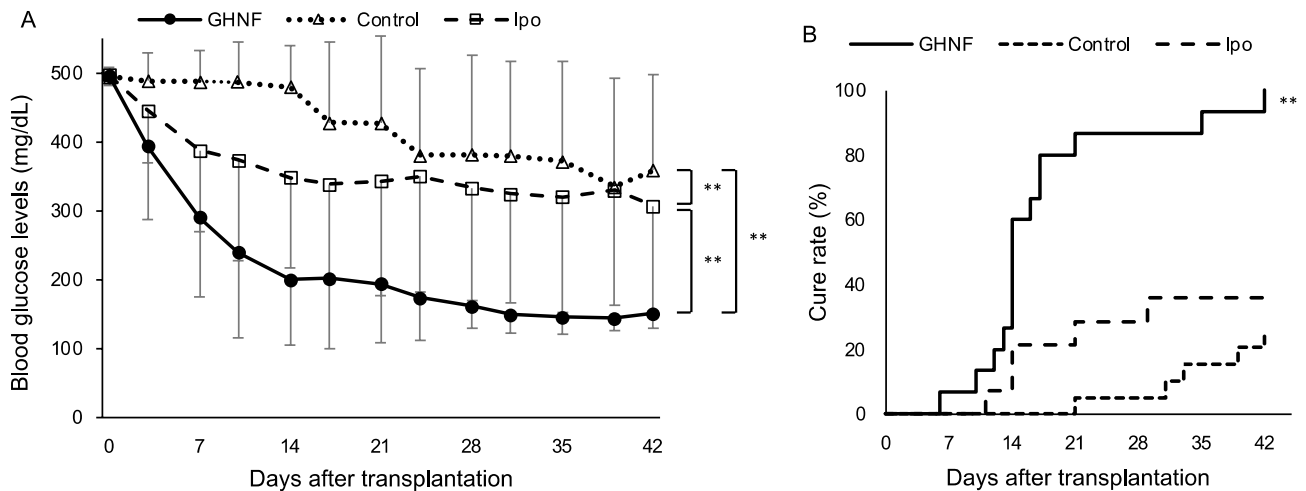 A
GHNF
Control
Ipo
Blood glucose levels (mg/dL)
500
400
300
200
100
0
**
**
**
0 7 14 21 28 35 42
Days after transplantation
B
GHNF
Control
Ipo
Cure rate (%)
100
80
60
40
20
0
**
0 7 14 21 28 35 42
Days after transplantation